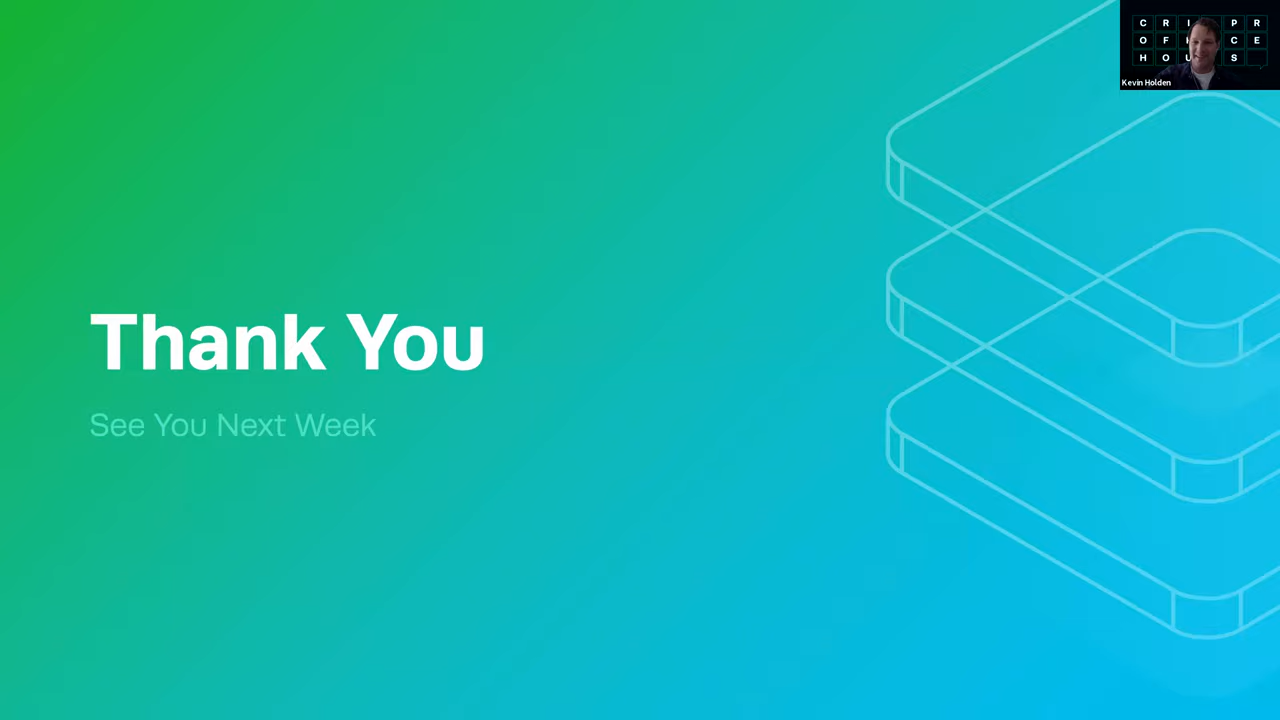 Thank You
See You Next Week
C R I P R
O F C E
H O U S
Kevin Holden